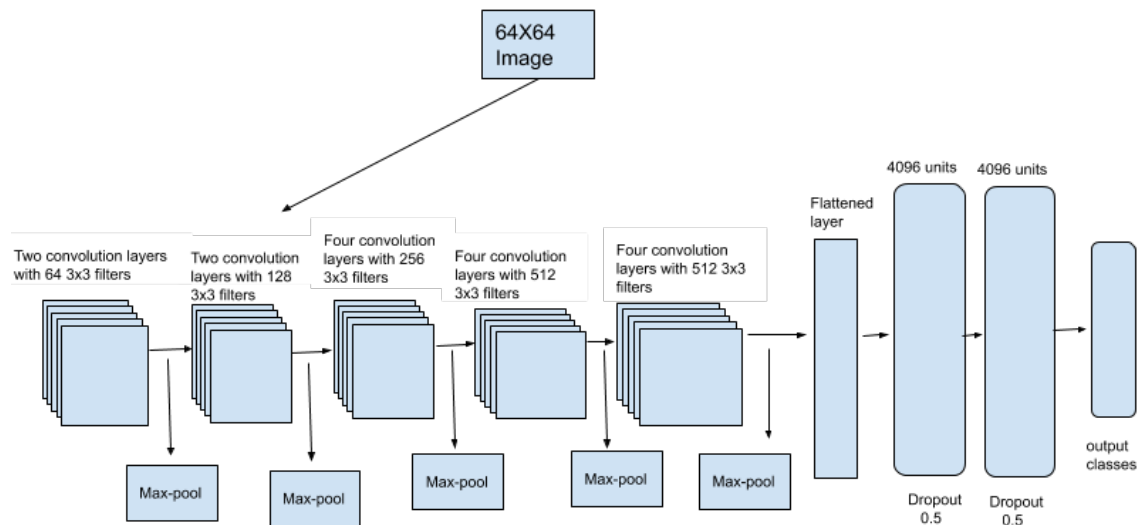 64X64
Image
Two convolution layers
with 64 3x3 filters
Two convolution
layers with 128
3x3 filters
Four convolution
layers with 256
3x3 filters
Four convolution
layers with 512
3x3 filters
Four convolution
layers with 512 3x3
filters
Flattened
layer
4096 units
4096 units
Max-pool
Max-pool
Max-pool
Max-pool
Max-pool
Dropout
0.5
Dropout
0.5
output
classes